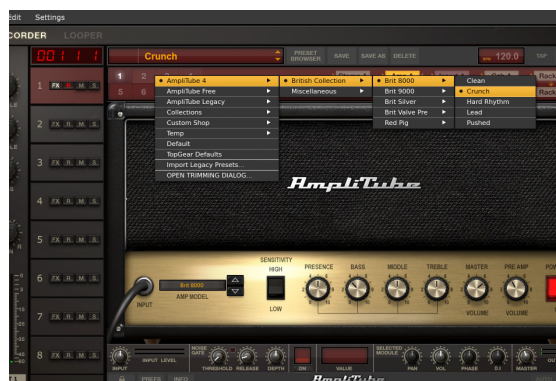 Edit Settings
CORDER LOOPER
001 1 1
Crunch
PRESET BROWSER SAVE SAVE AS DELETE
BPM 120.0 TAP
1 FX R M S
2 FX R M S
3 FX R M S
4 FX R M S
5 FX R M S
6 FX R M S
7 FX R M S
8 FX R M S
1 2
5 6
Rack
Rack
AmpliTube 4
AmpliTube Free
AmpliTube Legacy
Collections
Custom Shop
Temp
Default
TopGear Defaults
Import Legacy Presets...
OPEN TRIMMING DIALOG...
British Collection
Miscellaneous
Brit 8000
Brit 9000
Brit Silver
Brit Valve Pre
Red Pig
Clean
Crunch
Hard Rhythm
Lead
Pushed
AmpliTube
INPUT
Brit 8000
AMP MODEL
SENSITIVITY
HIGH
LOW
PRESENCE BASS MIDDLE TREBLE MASTER PRE AMP
VOLUME VOLUME
INPUT
INPUT LEVEL
NOISE GATE
THRESHOLD RELEASE DEPTH
ON
VALUE
SELECTED MODULE
PAN VOL PHASE D.I MASTER
PREFS INFO
AmpliTube